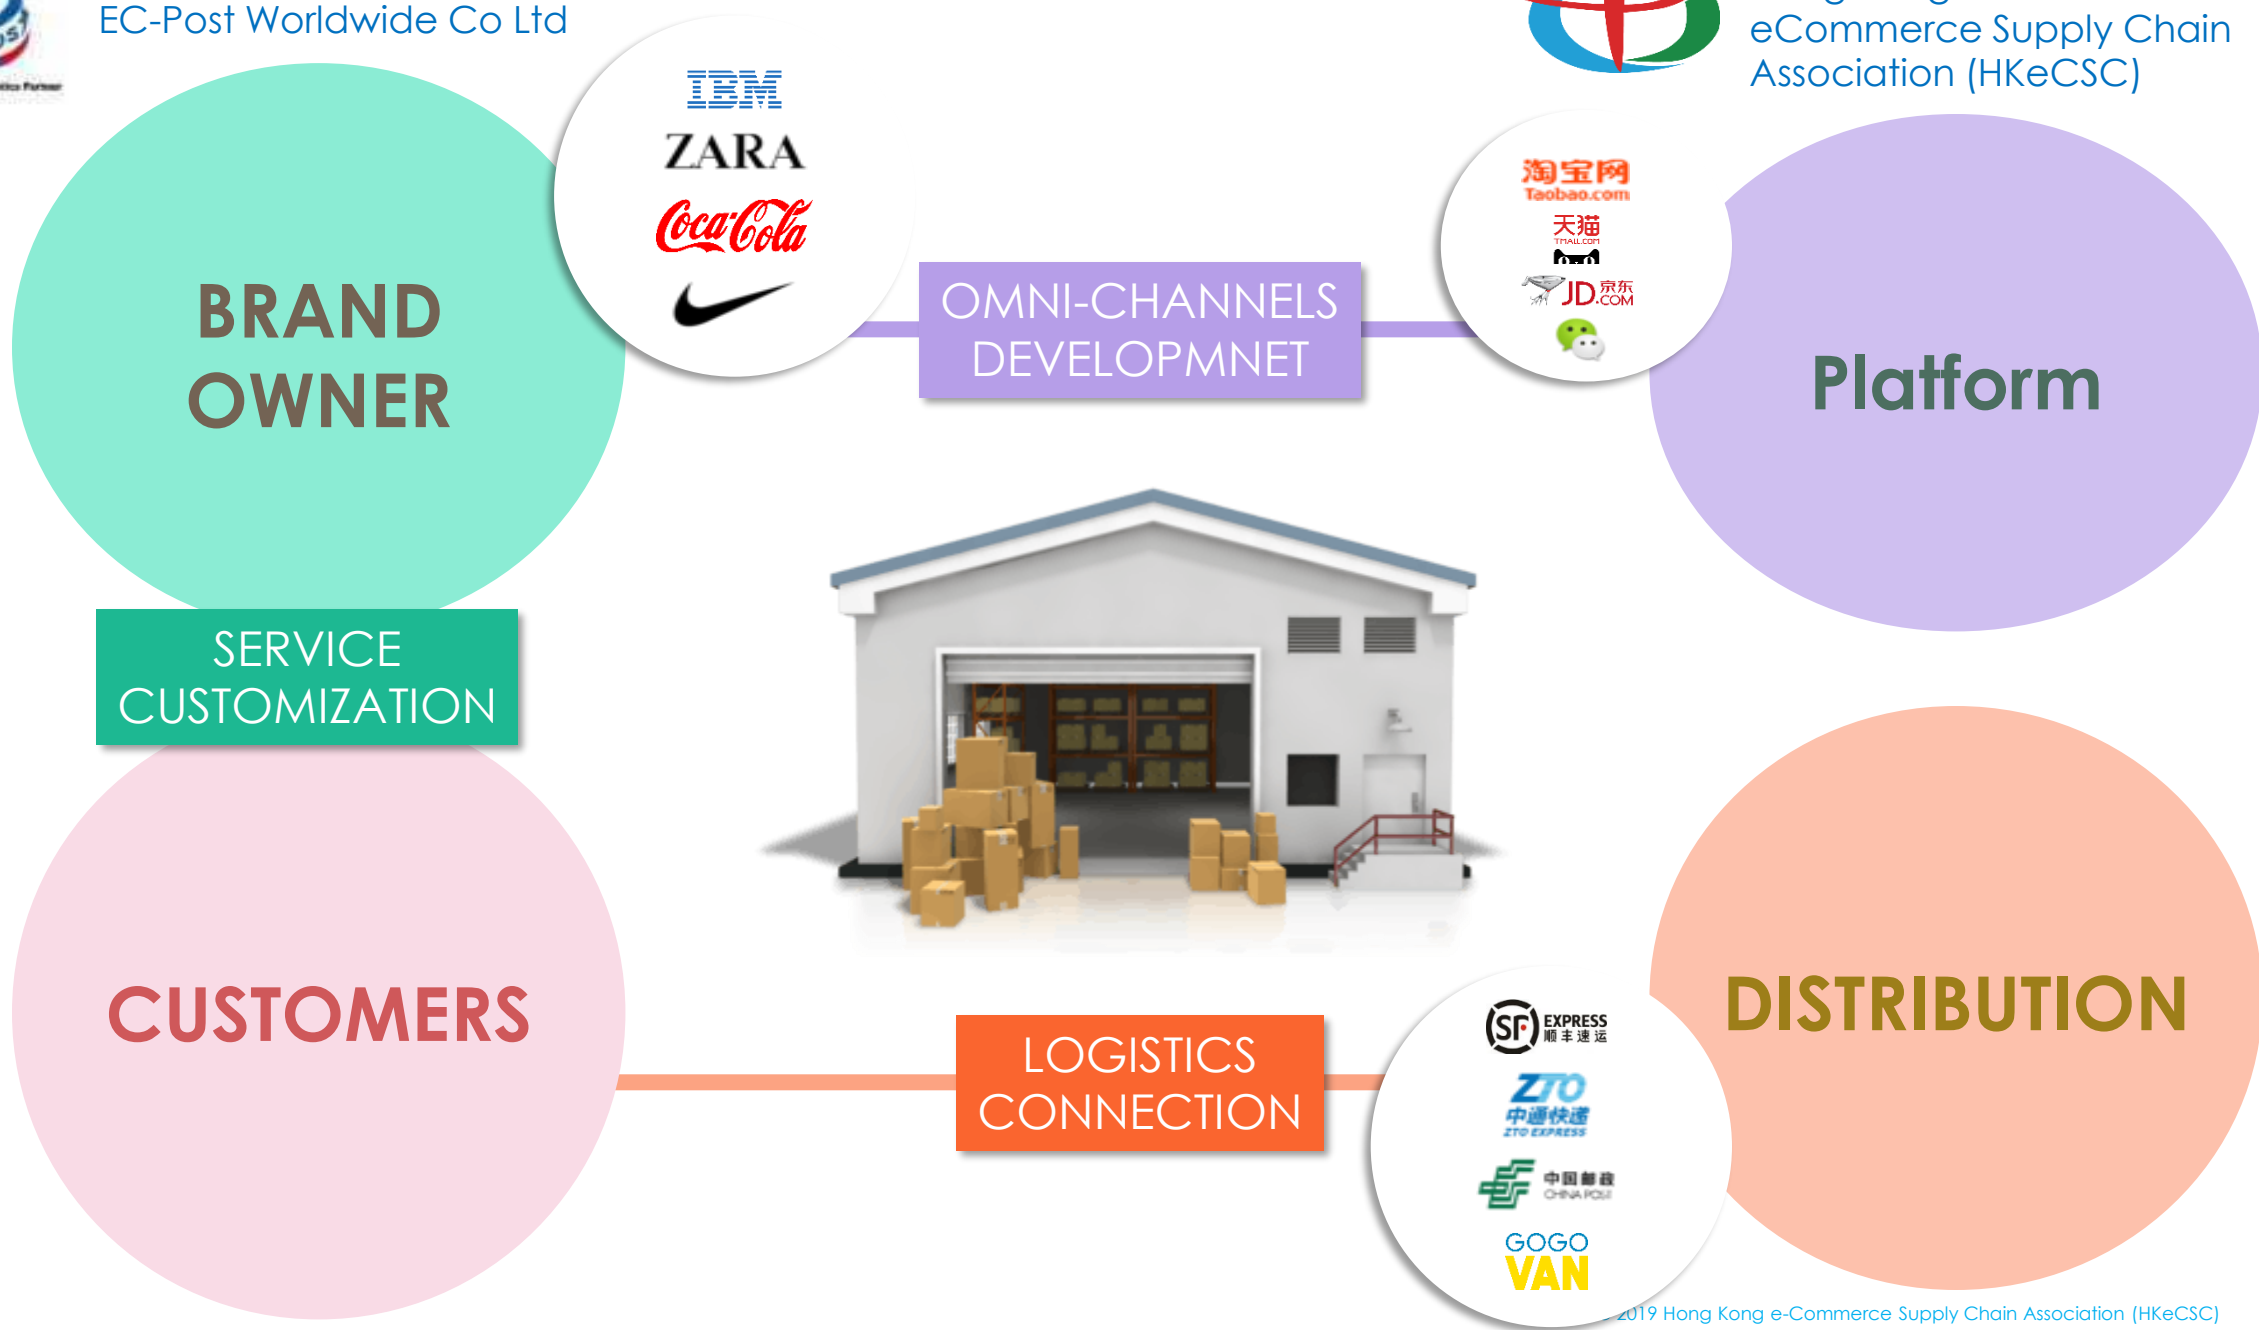 EC-Post Worldwide Co Ltd
eCommerce Supply Chain
Association (HKeCSC)
IBM
ZARA
Coca-Cola
淘宝网
Taobao.com
天猫
TMALL.COM
JD.COM 京东
OMNI-CHANNELS
DEVELOPMNET
BRAND
OWNER
Platform
SERVICE
CUSTOMIZATION
CUSTOMERS
DISTRIBUTION
LOGISTICS
CONNECTION
SF EXPRESS
顺丰速运
ZTO
中通快递
ZTO EXPRESS
中国邮政
CHINA POST
GOGO
VAN
2019 Hong Kong e-Commerce Supply Chain Association (HKeCSC)